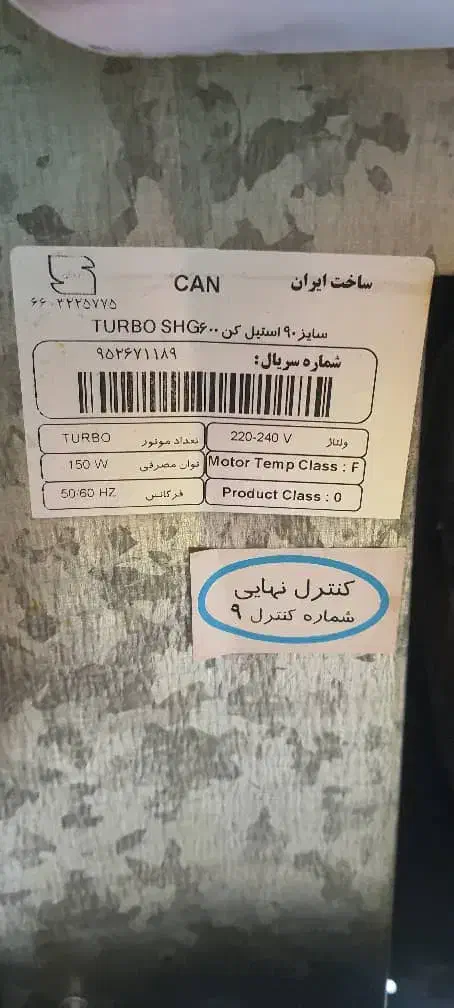 CAN ساخت ایران
۶۶۰۲۲۲۵۷۷۵
سایز ۹۰ استیل کن TURBO SHG۶۰۰
شماره سریال: ۹۵۲۶۷۱۱۸۹
ولتاژ 220-240 V
تعداد موتور TURBO
Motor Temp Class : F
توان مصرفی 150 W
Product Class : 0
فرکانس 50/60 HZ
کنترل نهایی
شماره کنترل ۹